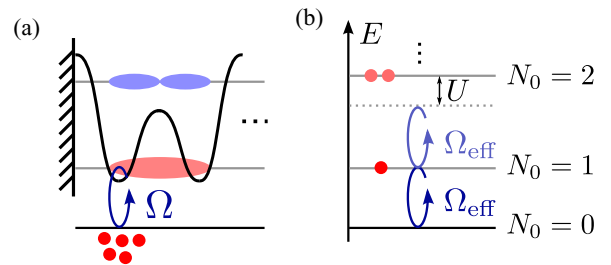 (a)
...
Ω
(b)
E
⋮
U
N₀ = 2
Ω_eff
N₀ = 1
Ω_eff
N₀ = 0